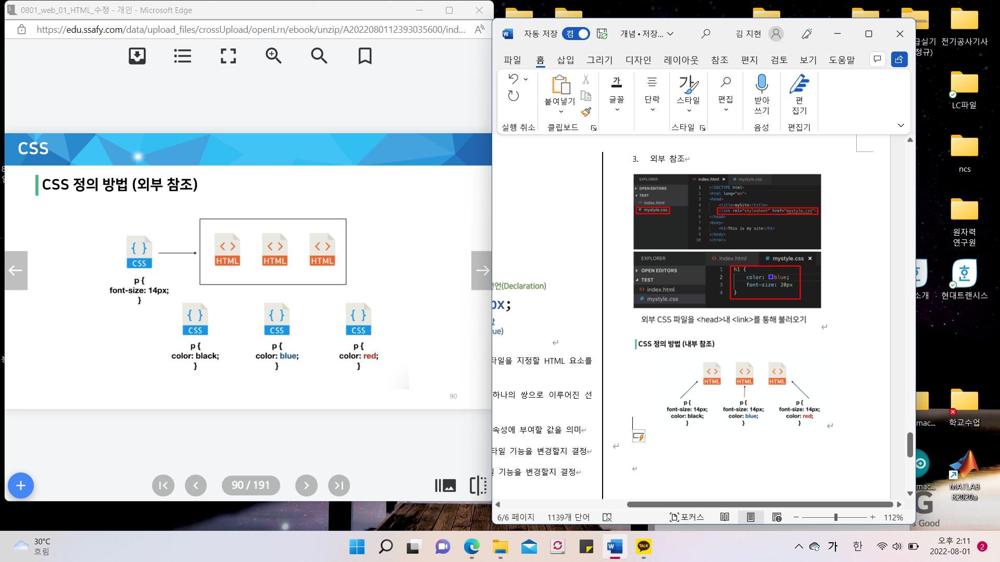 0801_web_01_HTML_수정 - 개인 - Microsoft Edge
https://edu.ssafy.com/data/upload_files/crossUpload/openLrn/ebook/unzip/A2022080112393035600/ind...
CSS
CSS 정의 방법 (외부 참조)
HTML
HTML
HTML
CSS
p {
font-size: 14px;
}
CSS
CSS
CSS
p {
color: black;
}
p {
color: blue;
}
p {
color: red;
}
90
90 / 191
자동 저장
켬
개념 • 저장...
김 지현
파일
홈
삽입
그리기
디자인
레이아웃
참조
편지
검토
보기
도움말
실행 취소
붙여넣기
클립보드
가
글꼴
단락
가
스타일
스타일
편집
받아
쓰기
음성
편
집기
편집기
언(Declaration)
px;
ue)
타일을 지정할 HTML 요소를
하나의 쌍으로 이루어진 선
속성에 부여할 값을 의미
타일 기능을 변경할지 결정
기능을 변경할지 결정
3. 외부 참조
EXPLORER
OPEN EDITORS
TEST
index.html
mystyle.css
index.html
mystyle.css
1 <!DOCTYPE html>
2 <html lang="en">
3 <head>
4 <title>mySite</title>
5 <link rel="stylesheet" href="mystyle.css">
6 </head>
7 <body>
8 <h1>This is my site</h1>
9 </body>
10 </html>
EXPLORER
OPEN EDITORS
TEST
index.html
mystyle.css
index.html
mystyle.css
1 h1 {
2 color: blue;
3 font-size: 20px
4 }
외부 CSS 파일을 <head>내 <link>를 통해 불러오기
CSS 정의 방법 (내부 참조)
HTML
HTML
HTML
p {
font-size: 14px;
color: black;
}
p {
font-size: 14px;
color: blue;
}
p {
font-size: 14px;
color: red;
}
6/6 페이지
1139개 단어
포커스
112%
급실기
정규)
전기공사기사
LC파일
ncs
원자력
연구원
소개
현대트랜시스
mac...
학교수업
mac...
MATLAB
R2020a
G
s Good
30°C
흐림
TALK
가
한
오후 2:11
2022-08-01
2